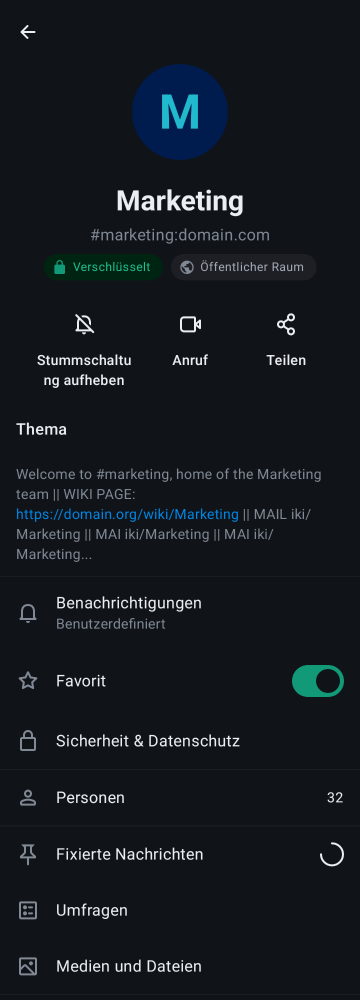 M
Marketing
#marketing:domain.com
Verschlüsselt
Öffentlicher Raum
Stummschaltu
ng aufheben
Anruf
Teilen
Thema
Welcome to #marketing, home of the Marketing
team || WIKI PAGE:
https://domain.org/wiki/Marketing || MAIL iki/
Marketing || MAI iki/Marketing || MAI iki/
Marketing...
Benachrichtigungen
Benutzerdefiniert
Favorit
Sicherheit & Datenschutz
Personen 32
Fixierte Nachrichten
Umfragen
Medien und Dateien